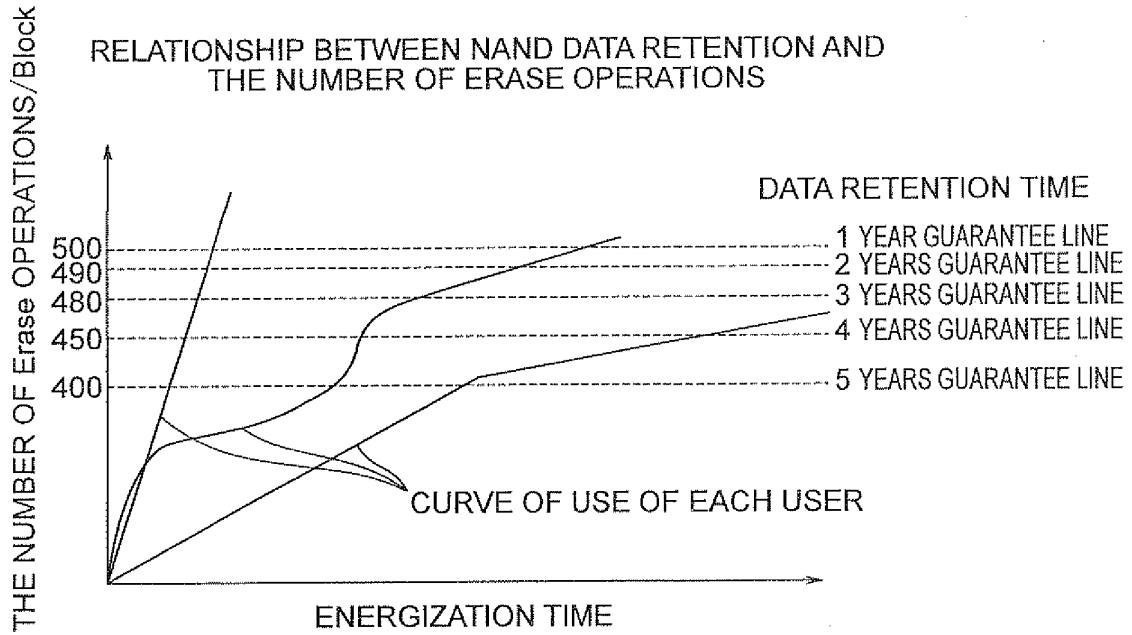 RELATIONSHIP BETWEEN NAND DATA RETENTION AND
THE NUMBER OF ERASE OPERATIONS
THE NUMBER OF Erase OPERATIONS/Block
DATA RETENTION TIME
500
1 YEAR GUARANTEE LINE
490
2 YEARS GUARANTEE LINE
480
3 YEARS GUARANTEE LINE
450
4 YEARS GUARANTEE LINE
400
5 YEARS GUARANTEE LINE
CURVE OF USE OF EACH USER
ENERGIZATION TIME